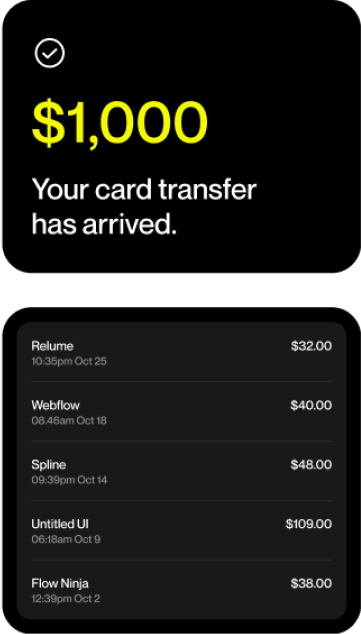 $1,000
Your card transfer
has arrived.
Relume $32.00
10:35pm Oct 25
Webflow $40.00
08.46am Oct 18
Spline $48.00
09:39pm Oct 14
Untitled UI $109.00
06:18am Oct 9
Flow Ninja $38.00
12:39pm Oct 2